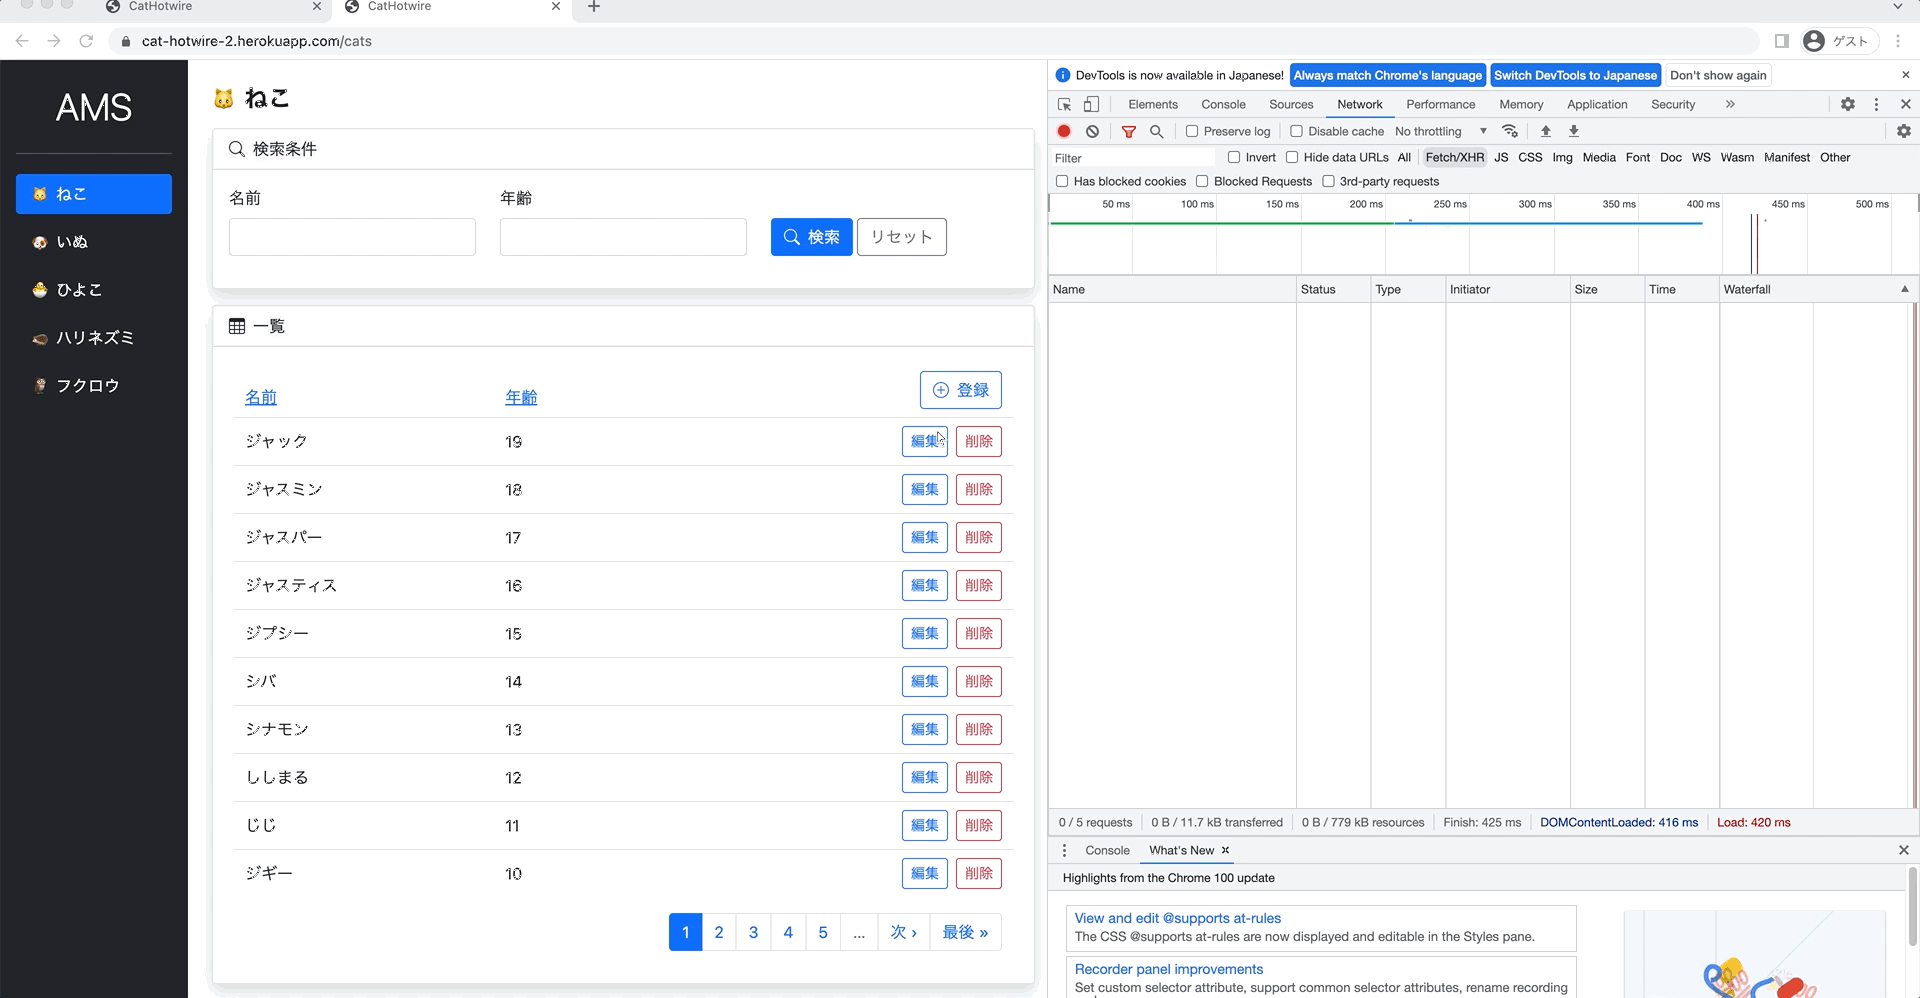 CatHotwire
CatHotwire
cat-hotwire-2.herokuapp.com/cats
ゲスト
AMS
ねこ
いぬ
ひよこ
ハリネズミ
フクロウ
ねこ
検索条件
名前 年齢
検索 リセット
一覧
名前 年齢 登録
ジャック 19 編集 削除
ジャスミン 18 編集 削除
ジャスパー 17 編集 削除
ジャスティス 16 編集 削除
ジプシー 15 編集 削除
シバ 14 編集 削除
シナモン 13 編集 削除
ししまる 12 編集 削除
じじ 11 編集 削除
ジギー 10 編集 削除
1 2 3 4 5 ... 次 › 最後 »
DevTools is now available in Japanese! Always match Chrome's language Switch DevTools to Japanese Don't show again
Elements Console Sources Network Performance Memory Application Security »
Preserve log Disable cache No throttling
Filter Invert Hide data URLs All Fetch/XHR JS CSS Img Media Font Doc WS Wasm Manifest Other
Has blocked cookies Blocked Requests 3rd-party requests
50 ms 100 ms 150 ms 200 ms 250 ms 300 ms 350 ms 400 ms 450 ms 500 ms
Name Status Type Initiator Size Time Waterfall
0 / 5 requests 0 B / 11.7 kB transferred 0 B / 779 kB resources Finish: 425 ms DOMContentLoaded: 416 ms Load: 420 ms
Console What's New
Highlights from the Chrome 100 update
View and edit @supports at-rules
The CSS @supports at-rules are now displayed and editable in the Styles pane.
Recorder panel improvements
Set custom selector attribute, support common selector attributes, rename recording